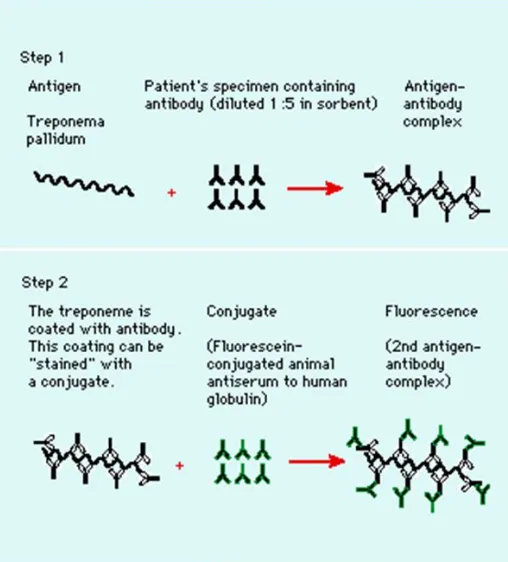 Step 1
Antigen
Treponema
pallidum
Patient's specimen containing
antibody (diluted 1:5 in sorbent)
Antigen-
antibody
complex
+
Step 2
The treponeme is
coated with antibody.
This coating can be
"stained" with
a conjugate.
Conjugate
(Fluorescein-
conjugated animal
antiserum to human
globulin)
Fluorescence
(2nd antigen-
antibody
complex)
+